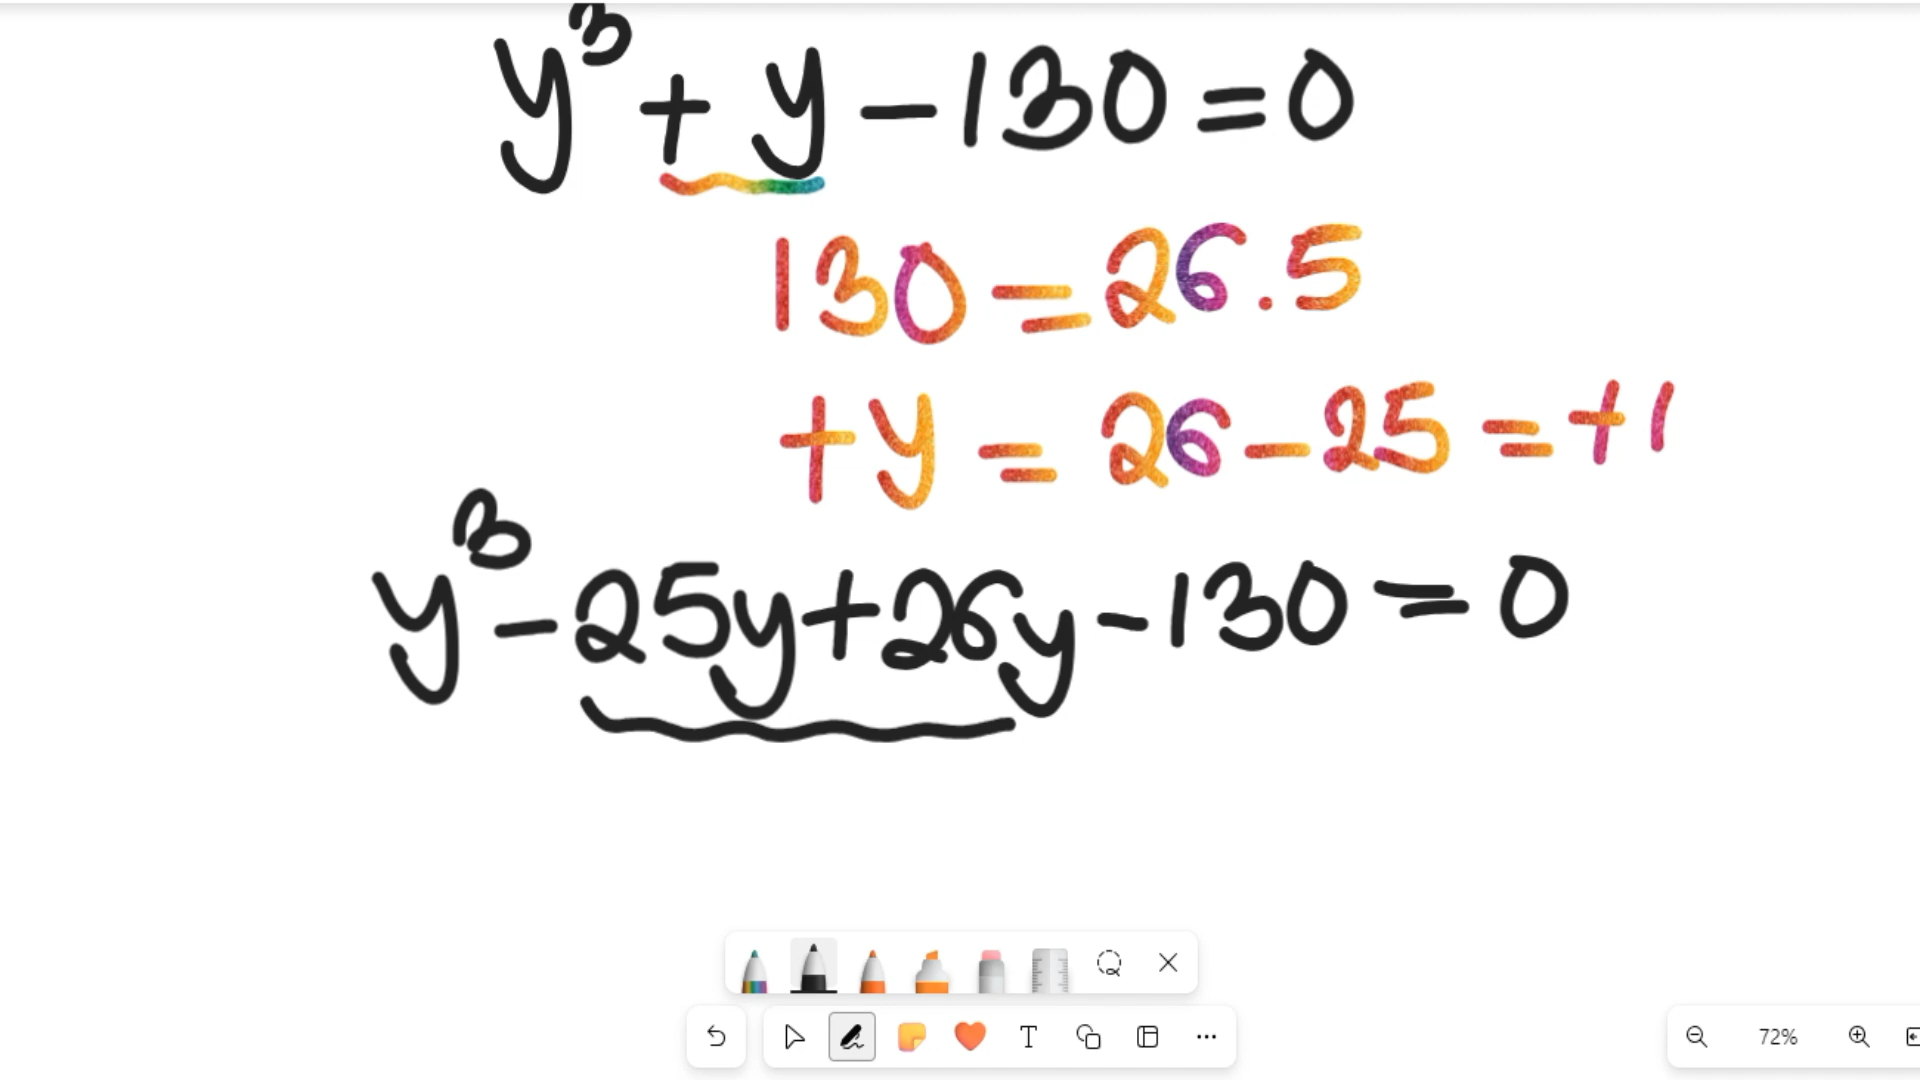 y³ + y − 130 = 0
130 = 26.5
+y = 26 − 25 = +1
y³ − 25y + 26y − 130 = 0
T
72%